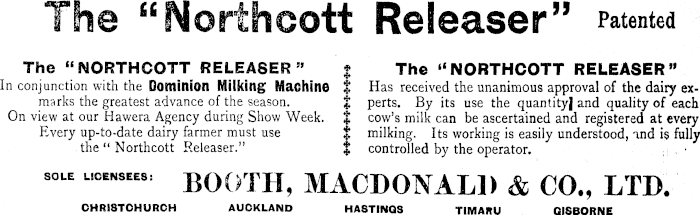 The "Northcott Releaser" Patented
The "NORTHCOTT RELEASER"
In conjunction with the Dominion Milking Machine
marks the greatest advance of the season.
On view at our Hawera Agency during Show Week.
Every up-to-date dairy farmer must use
the "Northcott Releaser."
The "NORTHCOTT RELEASER"
Has received the unanimous approval of the dairy ex-
perts. By its use the quantity and quality of each
cow's milk can be ascertained and registered at every
milking. Its working is easily understood, and is fully
controlled by the operator.
SOLE LICENSEES: BOOTH, MACDONALD & CO., LTD.
CHRISTCHURCH AUCKLAND HASTINGS TIMARU GISBORNE